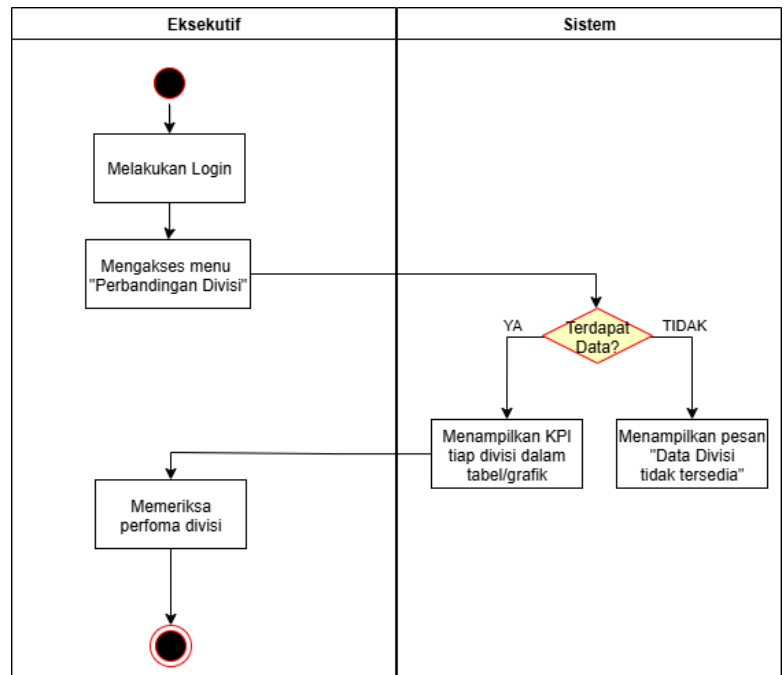 Eksekutif
Sistem
Melakukan Login
Mengakses menu
"Perbandingan Divisi"
Terdapat
Data?
YA
TIDAK
Menampilkan KPI
tiap divisi dalam
tabel/grafik
Menampilkan pesan
"Data Divisi
tidak tersedia"
Memeriksa
perfoma divisi